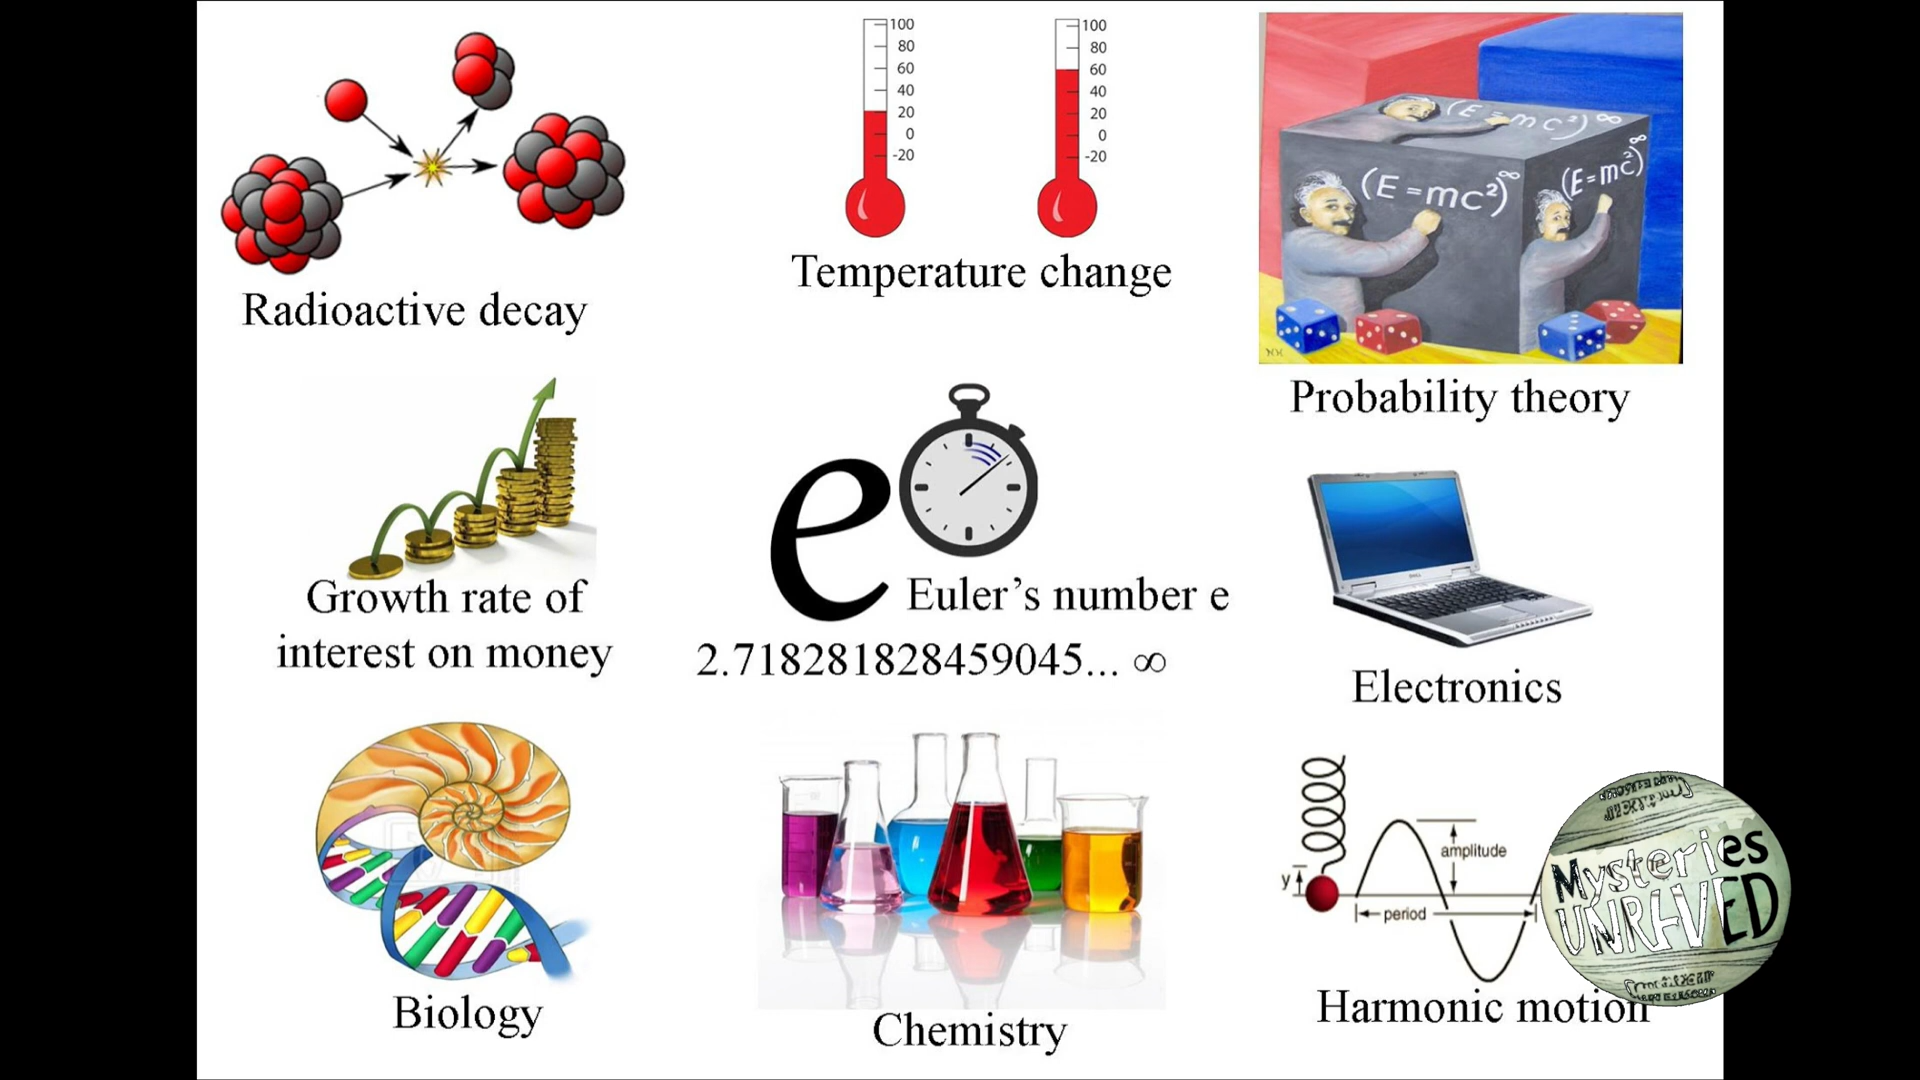 100
80
60
40
20
0
-20
100
80
60
40
20
0
-20
(E=mc²)∞
(E=mc²)∞
(E=mc²)∞
Radioactive decay
Temperature change
Probability theory
Growth rate of
interest on money
e
Euler’s number e
2.718281828459045... ∞
Electronics
Biology
Chemistry
amplitude
y
period
Harmonic motion
Mysteries
UNRAVED